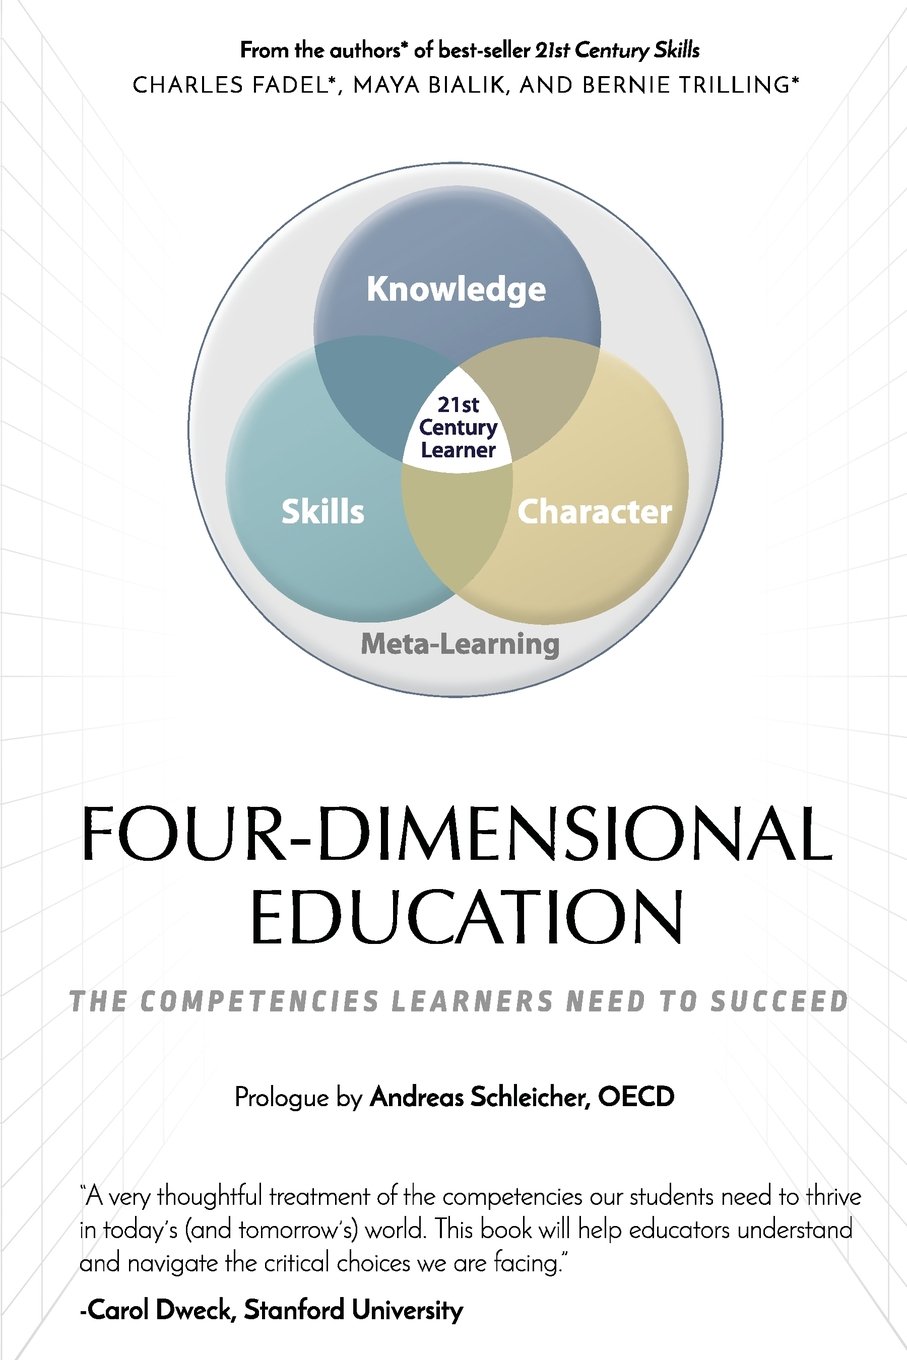 From the authors* of best-seller 21st Century Skills
CHARLES FADEL*, MAYA BIALIK, AND BERNIE TRILLING*
Knowledge
21st
Century
Learner
Skills
Character
Meta-Learning
FOUR-DIMENSIONAL
EDUCATION
THE COMPETENCIES LEARNERS NEED TO SUCCEED
Prologue by Andreas Schleicher, OECD
“A very thoughtful treatment of the competencies our students need to thrive
in today’s (and tomorrow’s) world. This book will help educators understand
and navigate the critical choices we are facing.”
-Carol Dweck, Stanford University